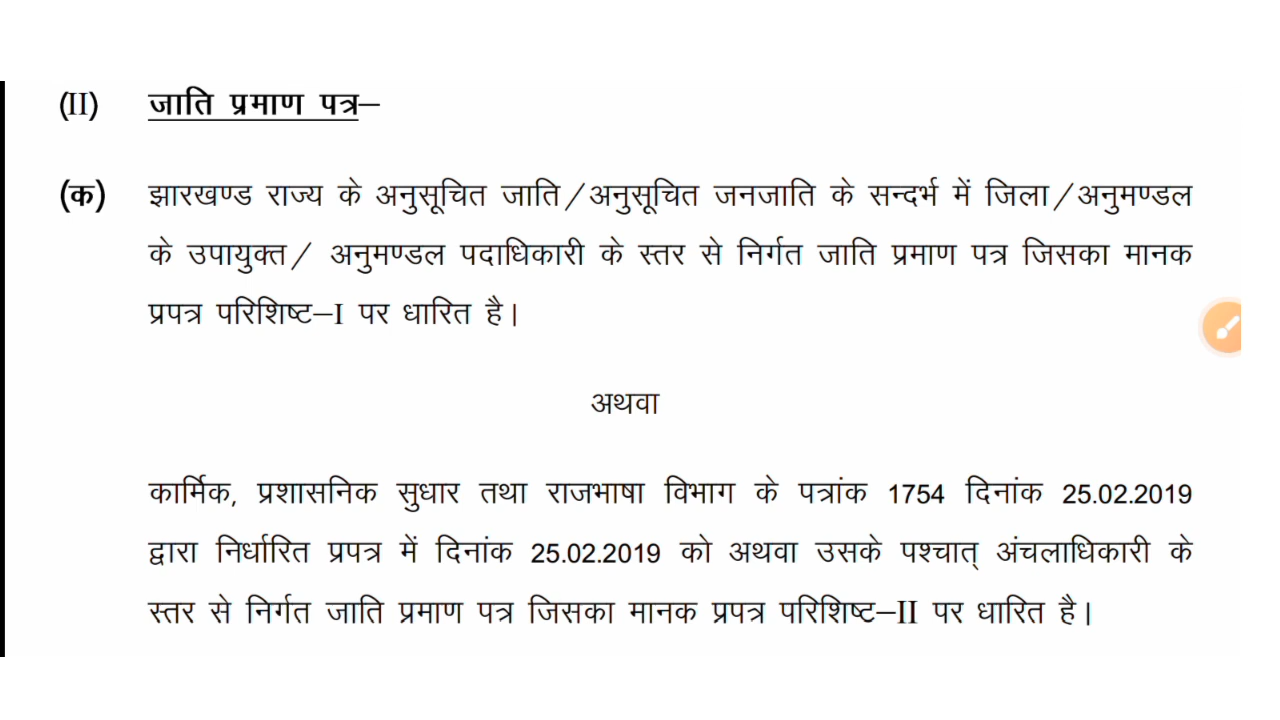 (II) जाति प्रमाण पत्र–
(क) झारखण्ड राज्य के अनुसूचित जाति/अनुसूचित जनजाति के सन्दर्भ में जिला/अनुमण्डल
के उपायुक्त/ अनुमण्डल पदाधिकारी के स्तर से निर्गत जाति प्रमाण पत्र जिसका मानक
प्रपत्र परिशिष्ट–I पर धारित है।
अथवा
कार्मिक, प्रशासनिक सुधार तथा राजभाषा विभाग के पत्रांक 1754 दिनांक 25.02.2019
द्वारा निर्धारित प्रपत्र में दिनांक 25.02.2019 को अथवा उसके पश्चात् अंचलाधिकारी के
स्तर से निर्गत जाति प्रमाण पत्र जिसका मानक प्रपत्र परिशिष्ट–II पर धारित है।